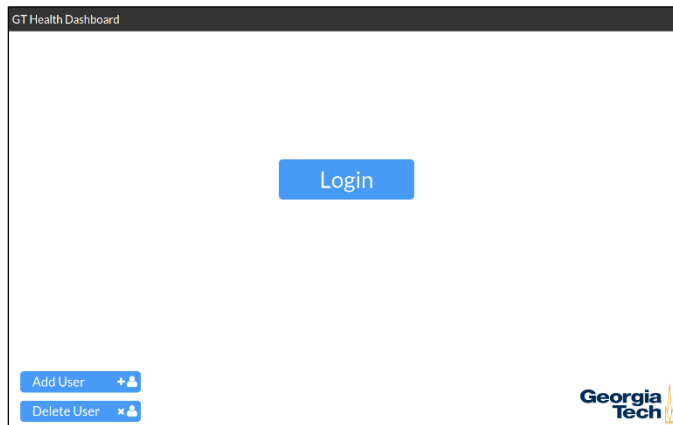 GT Health Dashboard
Login
Add User
Delete User
Georgia
Tech